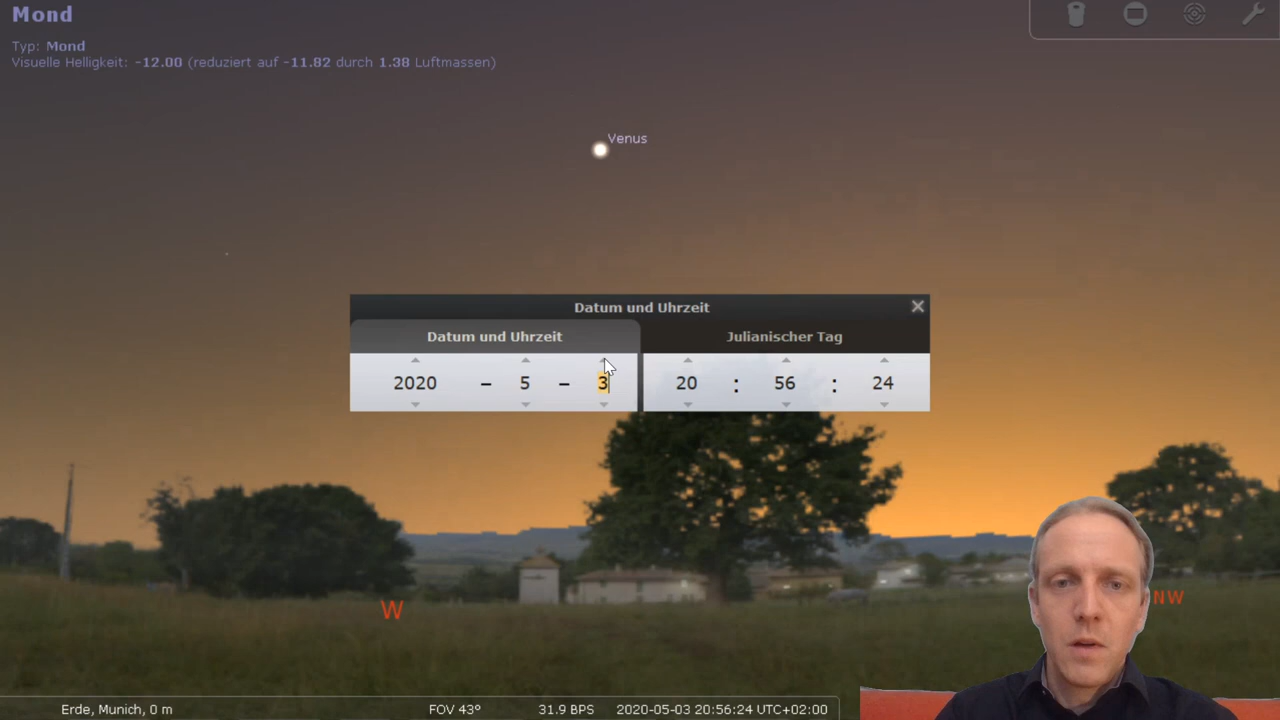 Mond
Typ: Mond
Visuelle Helligkeit: -12.00 (reduziert auf -11.82 durch 1.38 Luftmassen)
Venus
Datum und Uhrzeit
Datum und Uhrzeit Julianischer Tag
2020 – 5 – 3 20 : 56 : 24
W
NW
Erde, Munich, 0 m FOV 43° 31.9 BPS 2020-05-03 20:56:24 UTC+02:00